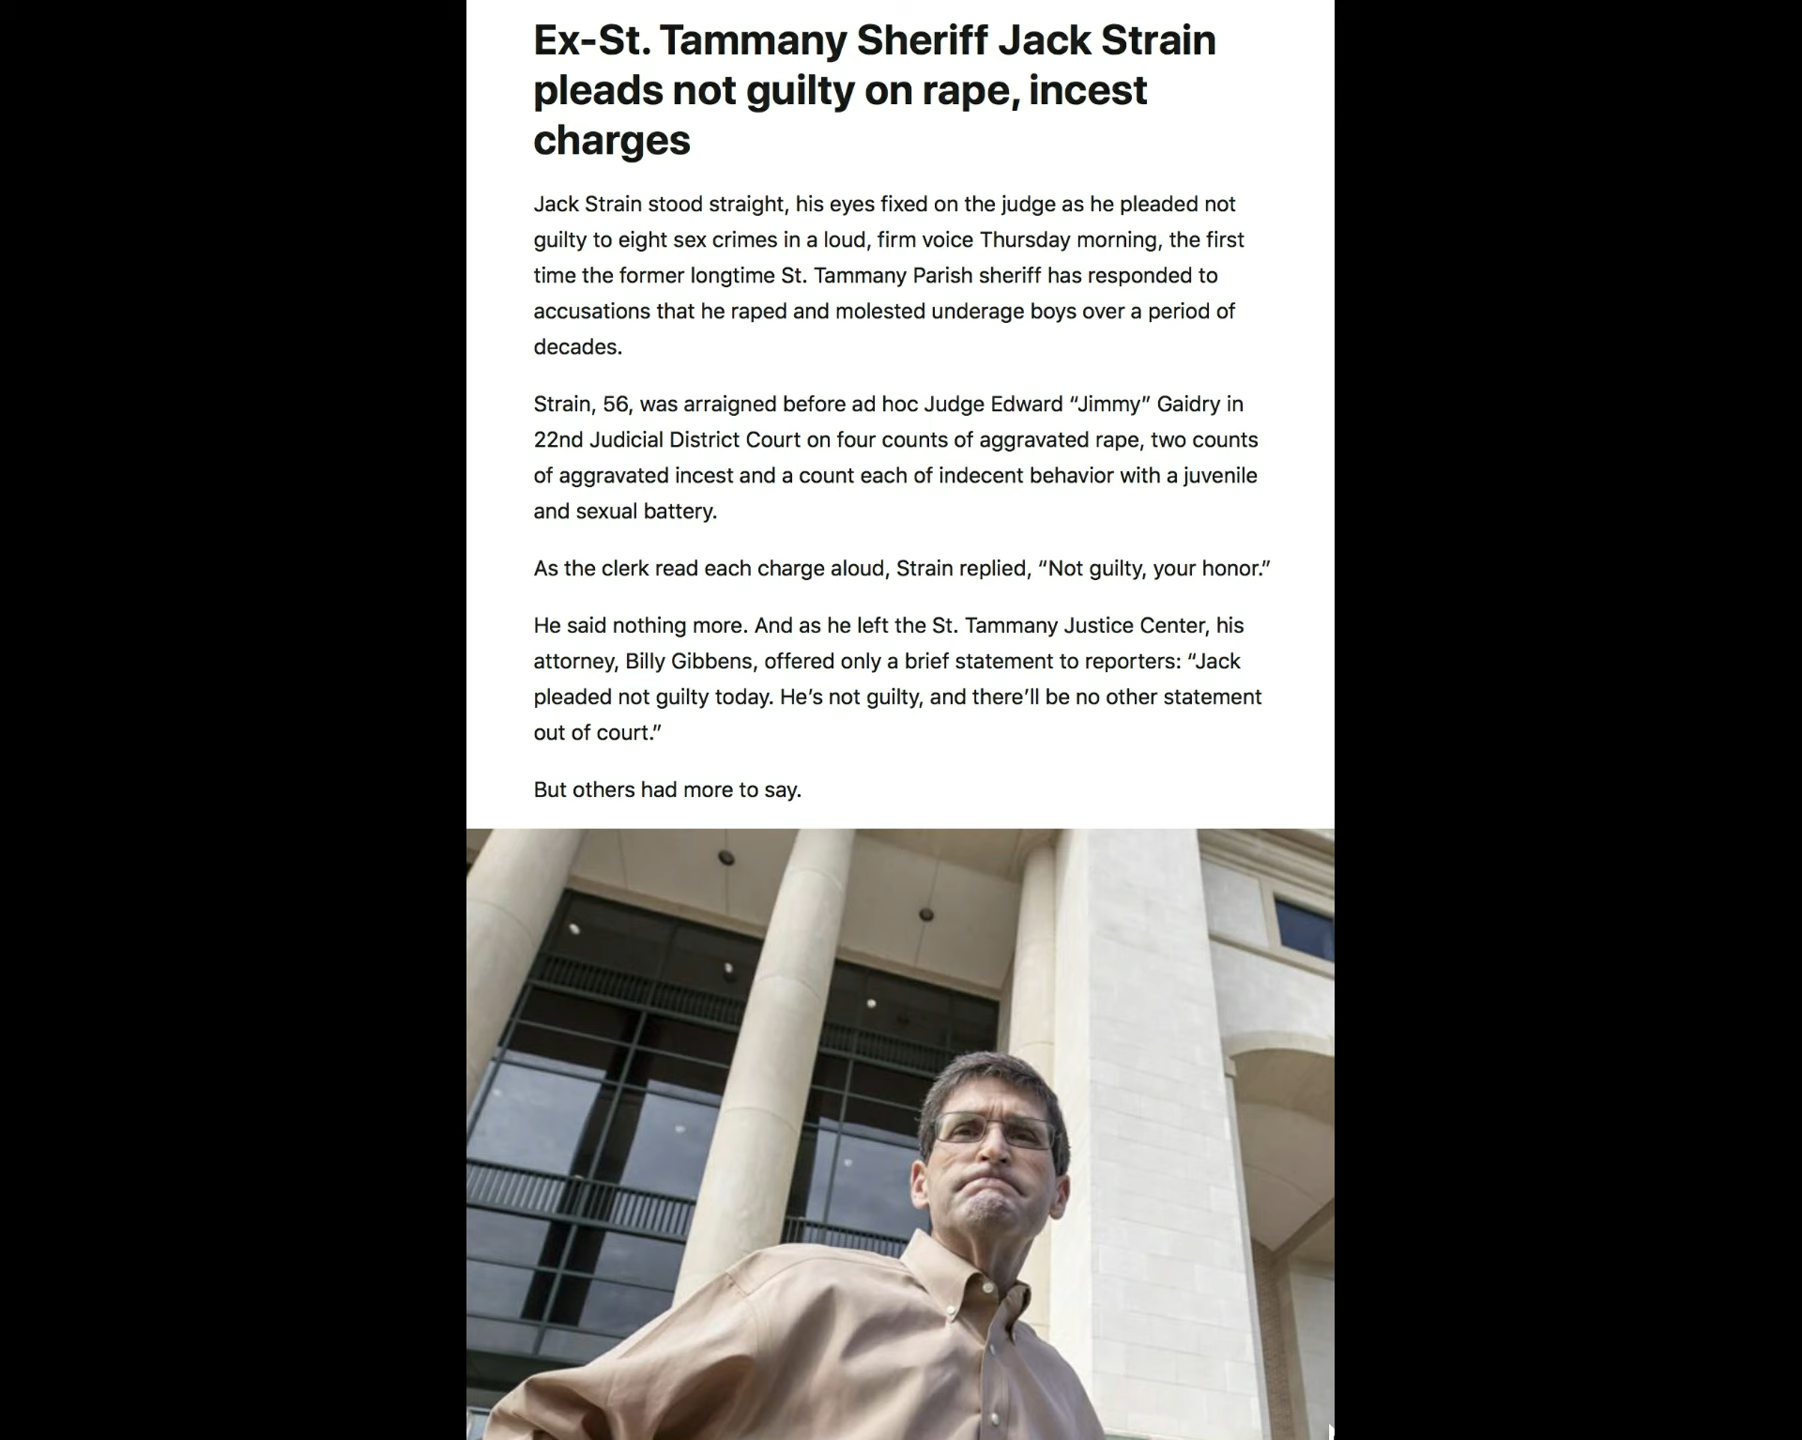 Ex-St. Tammany Sheriff Jack Strain
pleads not guilty on rape, incest
charges
Jack Strain stood straight, his eyes fixed on the judge as he pleaded not
guilty to eight sex crimes in a loud, firm voice Thursday morning, the first
time the former longtime St. Tammany Parish sheriff has responded to
accusations that he raped and molested underage boys over a period of
decades.
Strain, 56, was arraigned before ad hoc Judge Edward “Jimmy” Gaidry in
22nd Judicial District Court on four counts of aggravated rape, two counts
of aggravated incest and a count each of indecent behavior with a juvenile
and sexual battery.
As the clerk read each charge aloud, Strain replied, “Not guilty, your honor.”
He said nothing more. And as he left the St. Tammany Justice Center, his
attorney, Billy Gibbens, offered only a brief statement to reporters: “Jack
pleaded not guilty today. He’s not guilty, and there’ll be no other statement
out of court.”
But others had more to say.